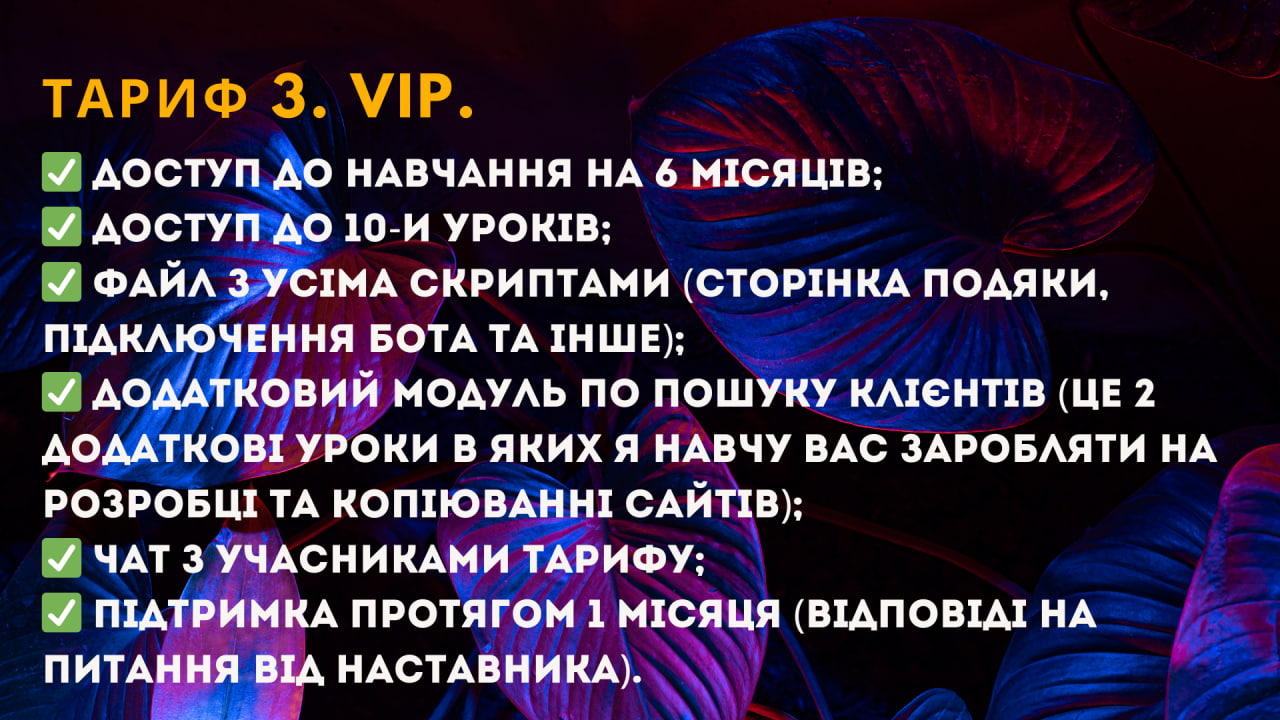 ТАРИФ 3. VIP.
✅ ДОСТУП ДО НАВЧАННЯ НА 6 МІСЯЦІВ;
✅ ДОСТУП ДО 10-И УРОКІВ;
✅ ФАЙЛ З УСІМА СКРИПТАМИ (СТОРІНКА ПОДЯКИ,
ПІДКЛЮЧЕННЯ БОТА ТА ІНШЕ);
✅ ДОДАТКОВИЙ МОДУЛЬ ПО ПОШУКУ КЛІЄНТІВ (ЦЕ 2
ДОДАТКОВІ УРОКИ В ЯКИХ Я НАВЧУ ВАС ЗАРОБЛЯТИ НА
РОЗРОБЦІ ТА КОПІЮВАННІ САЙТІВ);
✅ ЧАТ З УЧАСНИКАМИ ТАРИФУ;
✅ ПІДТРИМКА ПРОТЯГОМ 1 МІСЯЦЯ (ВІДПОВІДІ НА
ПИТАННЯ ВІД НАСТАВНИКА).